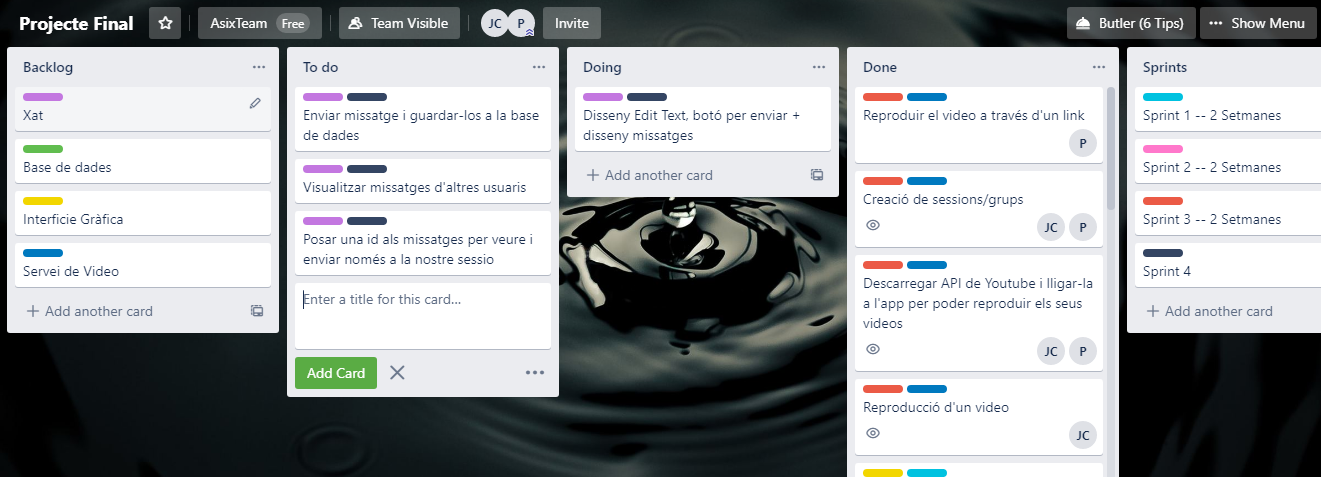 Projecte Final
AsixTeam Free
Team Visible
JC P
Invite
Butler (6 Tips)
Show Menu
Backlog
Xat
Base de dades
Interficie Gràfica
Servei de Video
Add another card
To do
Enviar missatge i guardar-los a la base
de dades
Visualitzar missatges d'altres usuaris
Posar una id als missatges per veure i
enviar només a la nostre sessio
Enter a title for this card...
Add Card
Doing
Disseny Edit Text, botó per enviar +
disseny missatges
Add another card
Done
Reproduir el video a través d'un link
P
Creació de sessions/grups
JC P
Descarregar API de Youtube i lligar-la
a l'app per poder reproduir els seus
videos
JC P
Reproducció d'un video
JC
Sprints
Sprint 1 -- 2 Setmanes
Sprint 2 -- 2 Setmanes
Sprint 3 -- 2 Setmanes
Sprint 4
Add another card